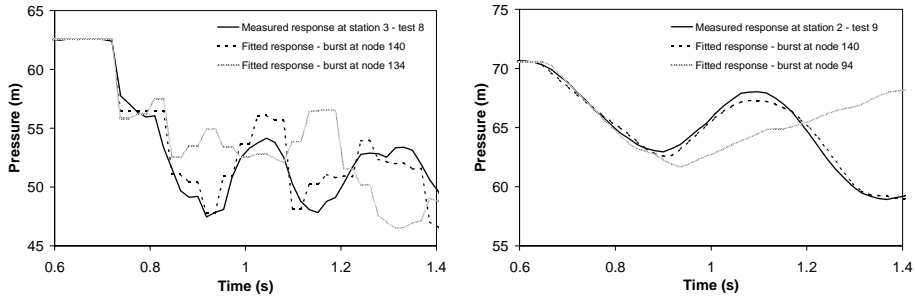 65
60
55
50
45
Pressure (m)
0.6 0.8 1 1.2 1.4
Time (s)
Measured response at station 3 - test 8
Fitted response - burst at node 140
Fitted response - burst at node 134
75
70
65
60
55
Pressure (m)
0.6 0.8 1 1.2 1.4
Time (s)
Measured response at station 2 - test 9
Fitted response - burst at node 140
Fitted response - burst at node 94